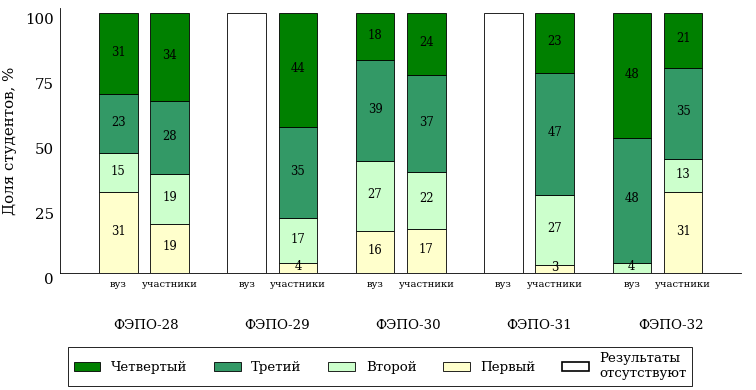 Доля студентов, %
100
75
50
25
0
31 34 44 18 24 23 48 21
23 28 35 39 37 47 48 35
15 19 17 27 22 27 4 13
31 19 4 16 17 3 31
вуз участники вуз участники вуз участники вуз участники вуз участники
ФЭПО-28 ФЭПО-29 ФЭПО-30 ФЭПО-31 ФЭПО-32
Четвертый Третий Второй Первый Результаты
отсутствуют